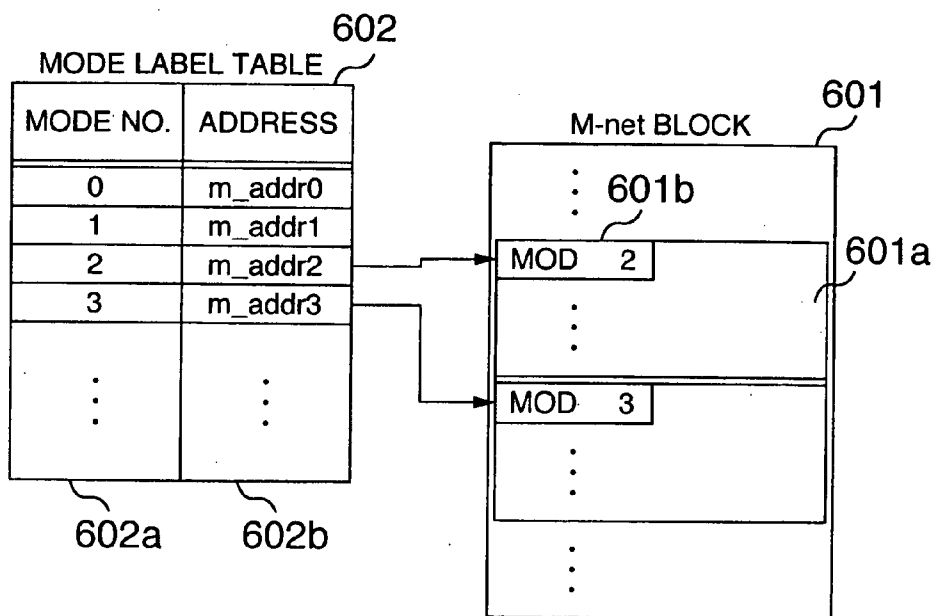 602
MODE LABEL TABLE
MODE NO. ADDRESS
0 m_addr0
1 m_addr1
2 m_addr2
3 m_addr3
602a 602b
601
M-net BLOCK
601b
MOD 2
601a
MOD 3